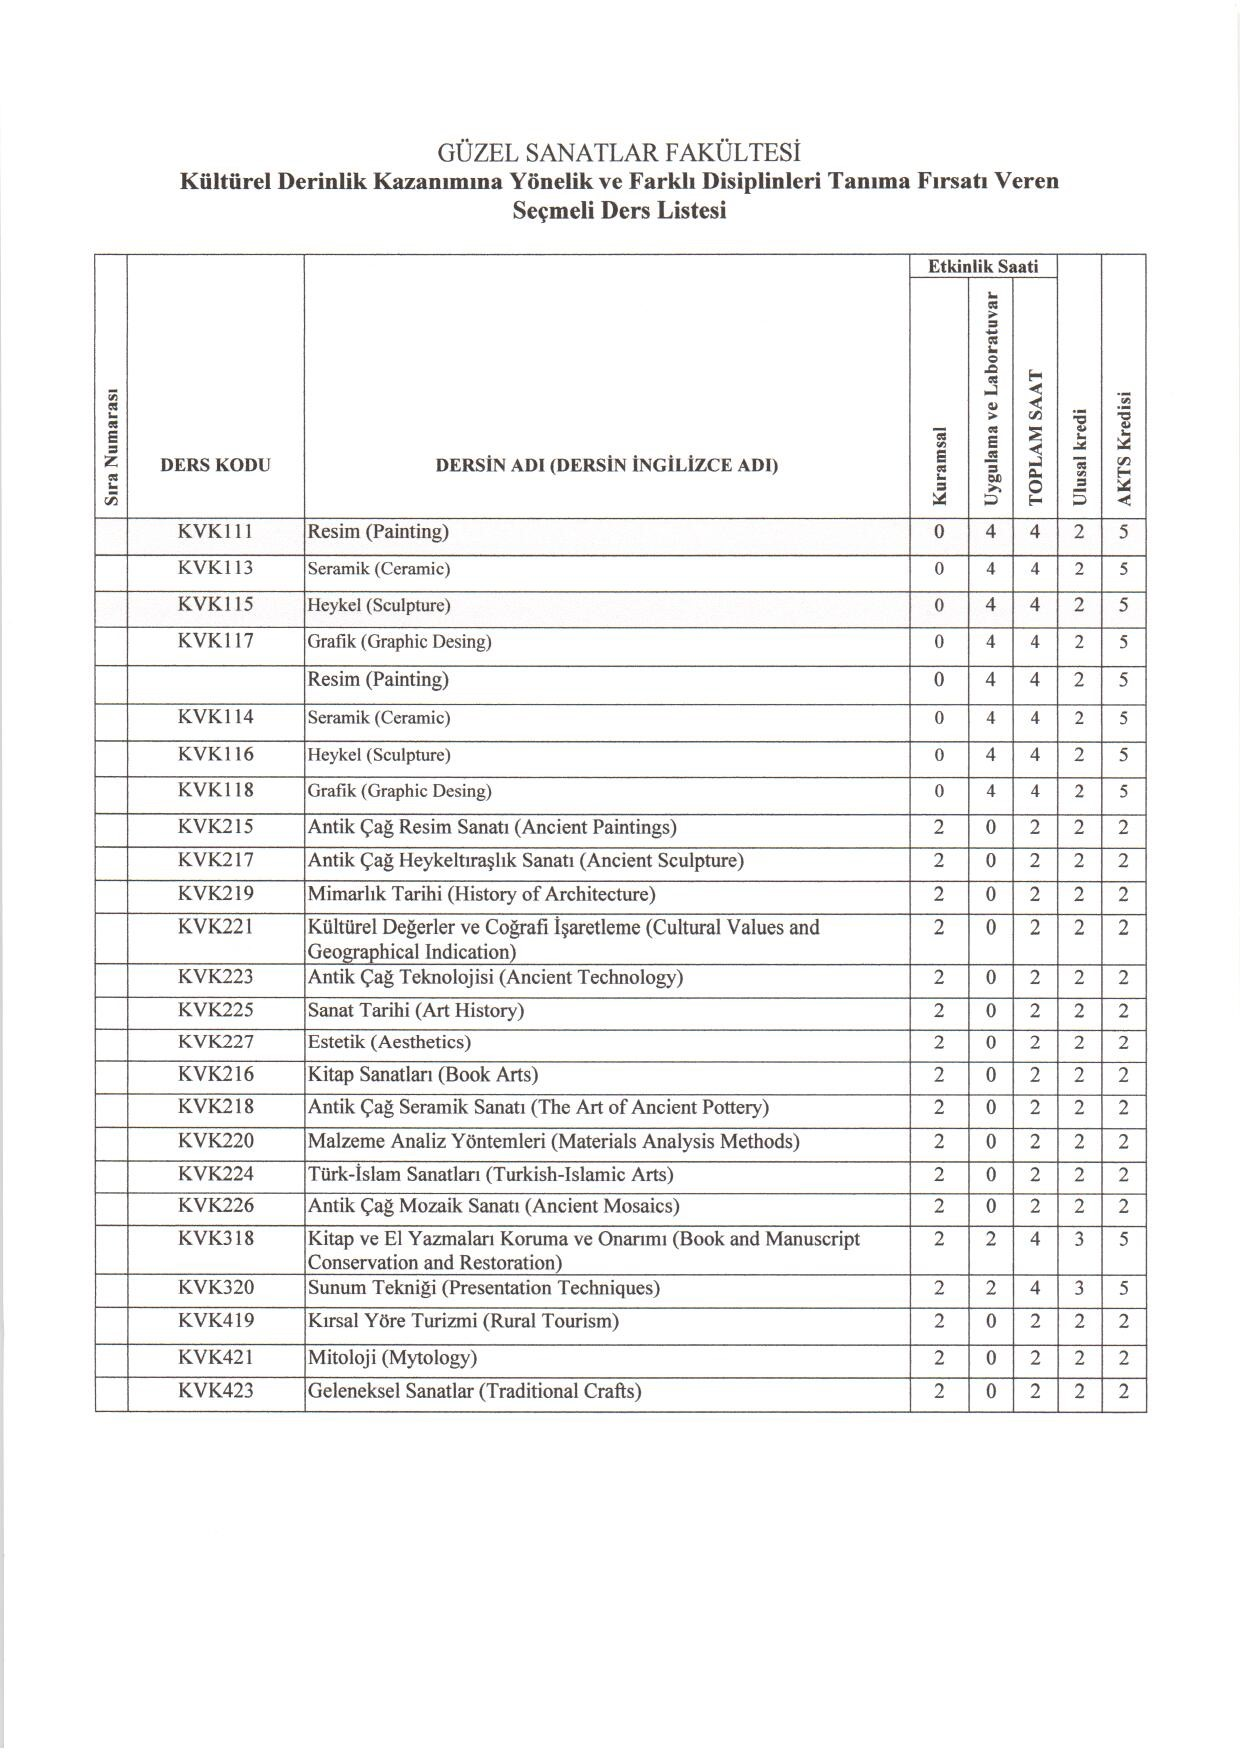 GÜZEL SANATLAR FAKÜLTESİ
Kültürel Derinlik Kazanımına Yönelik ve Farklı Disiplinleri Tanıma Fırsatı Veren
Seçmeli Ders Listesi
Sıra Numarası
DERS KODU
DERSİN ADI (DERSİN İNGİLİZCE ADI)
Etkinlik Saati
Kuramsal
Uygulama ve Laboratuvar
TOPLAM SAAT
Ulusal kredi
AKTS Kredisi
KVK111 Resim (Painting) 0 4 4 2 5
KVK113 Seramik (Ceramic) 0 4 4 2 5
KVK115 Heykel (Sculpture) 0 4 4 2 5
KVK117 Grafik (Graphic Desing) 0 4 4 2 5
Resim (Painting) 0 4 4 2 5
KVK114 Seramik (Ceramic) 0 4 4 2 5
KVK116 Heykel (Sculpture) 0 4 4 2 5
KVK118 Grafik (Graphic Desing) 0 4 4 2 5
KVK215 Antik Çağ Resim Sanatı (Ancient Paintings) 2 0 2 2 2
KVK217 Antik Çağ Heykeltıraşlık Sanatı (Ancient Sculpture) 2 0 2 2 2
KVK219 Mimarlık Tarihi (History of Architecture) 2 0 2 2 2
KVK221 Kültürel Değerler ve Coğrafi İşaretleme (Cultural Values and 2 0 2 2 2
Geographical Indication)
KVK223 Antik Çağ Teknolojisi (Ancient Technology) 2 0 2 2 2
KVK225 Sanat Tarihi (Art History) 2 0 2 2 2
KVK227 Estetik (Aesthetics) 2 0 2 2 2
KVK216 Kitap Sanatları (Book Arts) 2 0 2 2 2
KVK218 Antik Çağ Seramik Sanatı (The Art of Ancient Pottery) 2 0 2 2 2
KVK220 Malzeme Analiz Yöntemleri (Materials Analysis Methods) 2 0 2 2 2
KVK224 Türk-İslam Sanatları (Turkish-Islamic Arts) 2 0 2 2 2
KVK226 Antik Çağ Mozaik Sanatı (Ancient Mosaics) 2 0 2 2 2
KVK318 Kitap ve El Yazmaları Koruma ve Onarımı (Book and Manuscript 2 2 4 3 5
Conservation and Restoration)
KVK320 Sunum Tekniği (Presentation Techniques) 2 2 4 3 5
KVK419 Kırsal Yöre Turizmi (Rural Tourism) 2 0 2 2 2
KVK421 Mitoloji (Mytology) 2 0 2 2 2
KVK423 Geleneksel Sanatlar (Traditional Crafts) 2 0 2 2 2